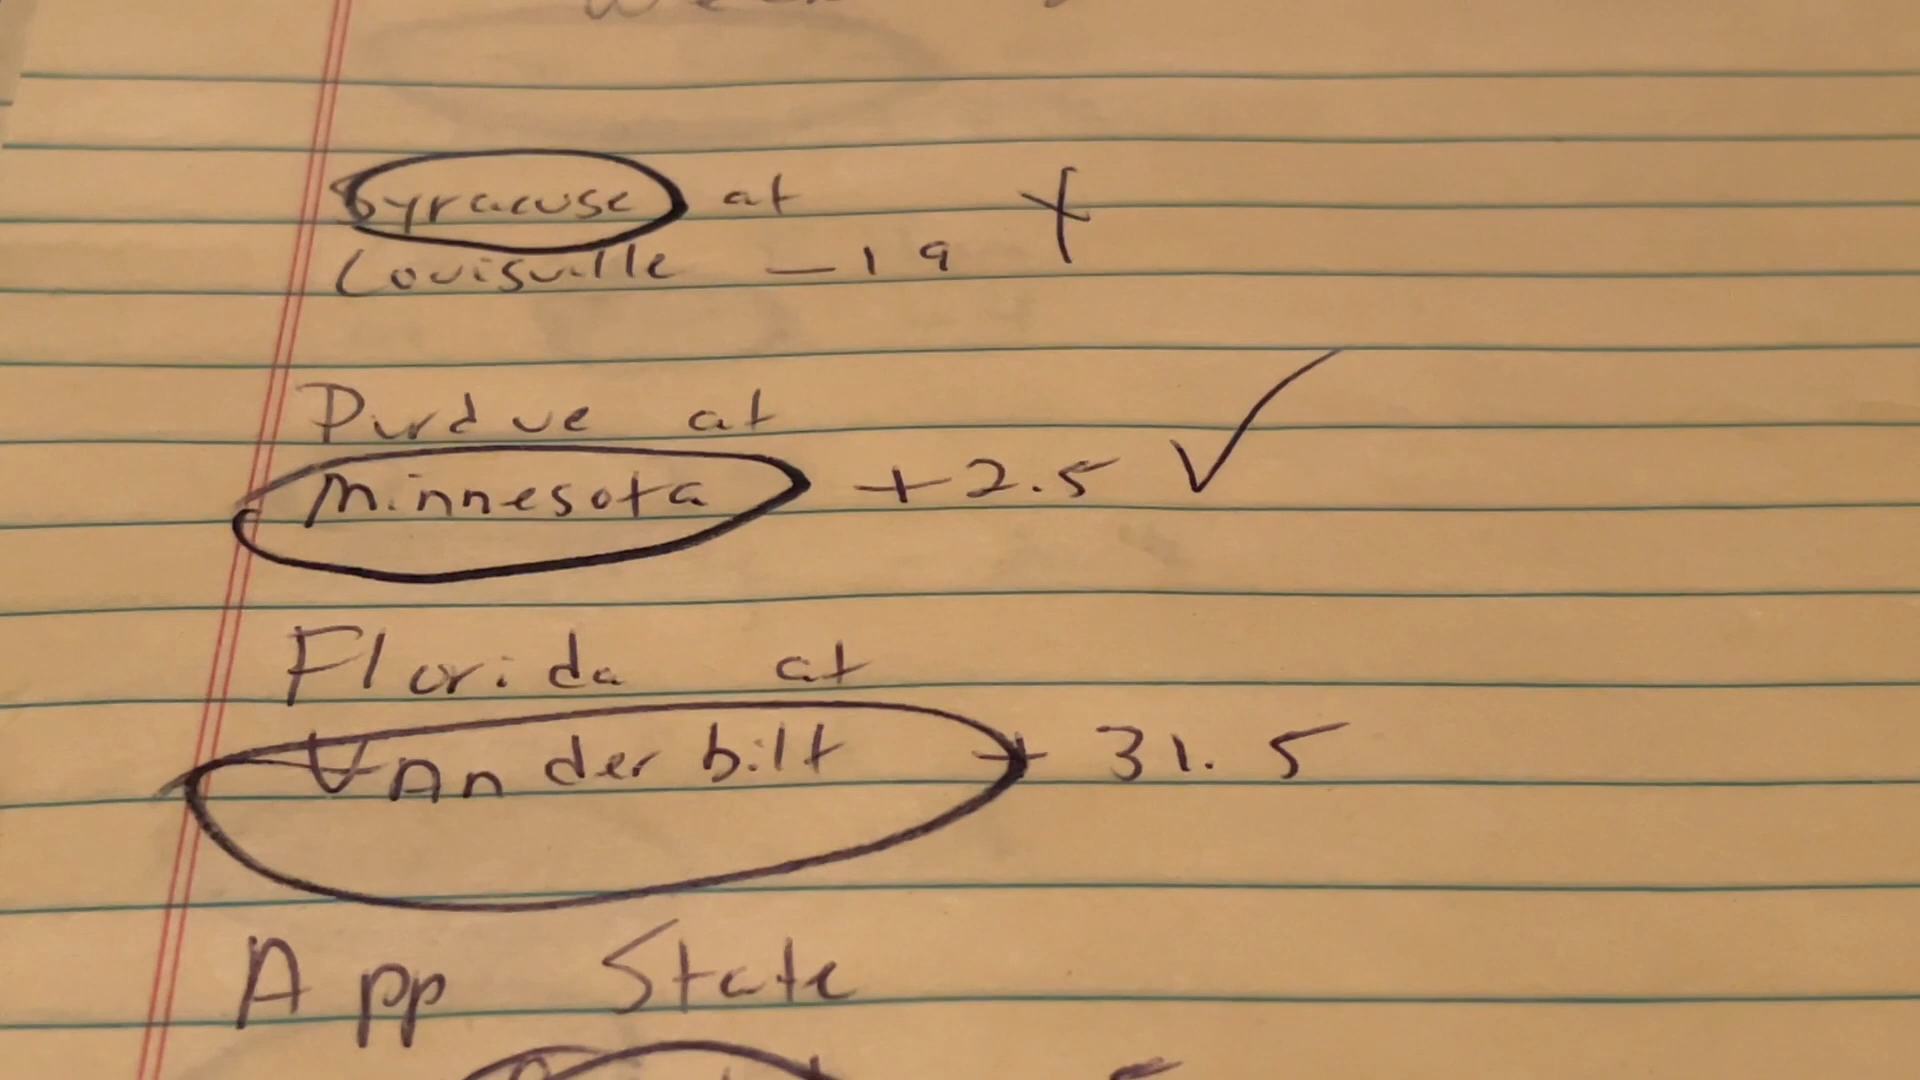 Syracuse at
Louisville -19
Purdue at
Minnesota +2.5
Florida at
VAnderbilt + 31.5
App State